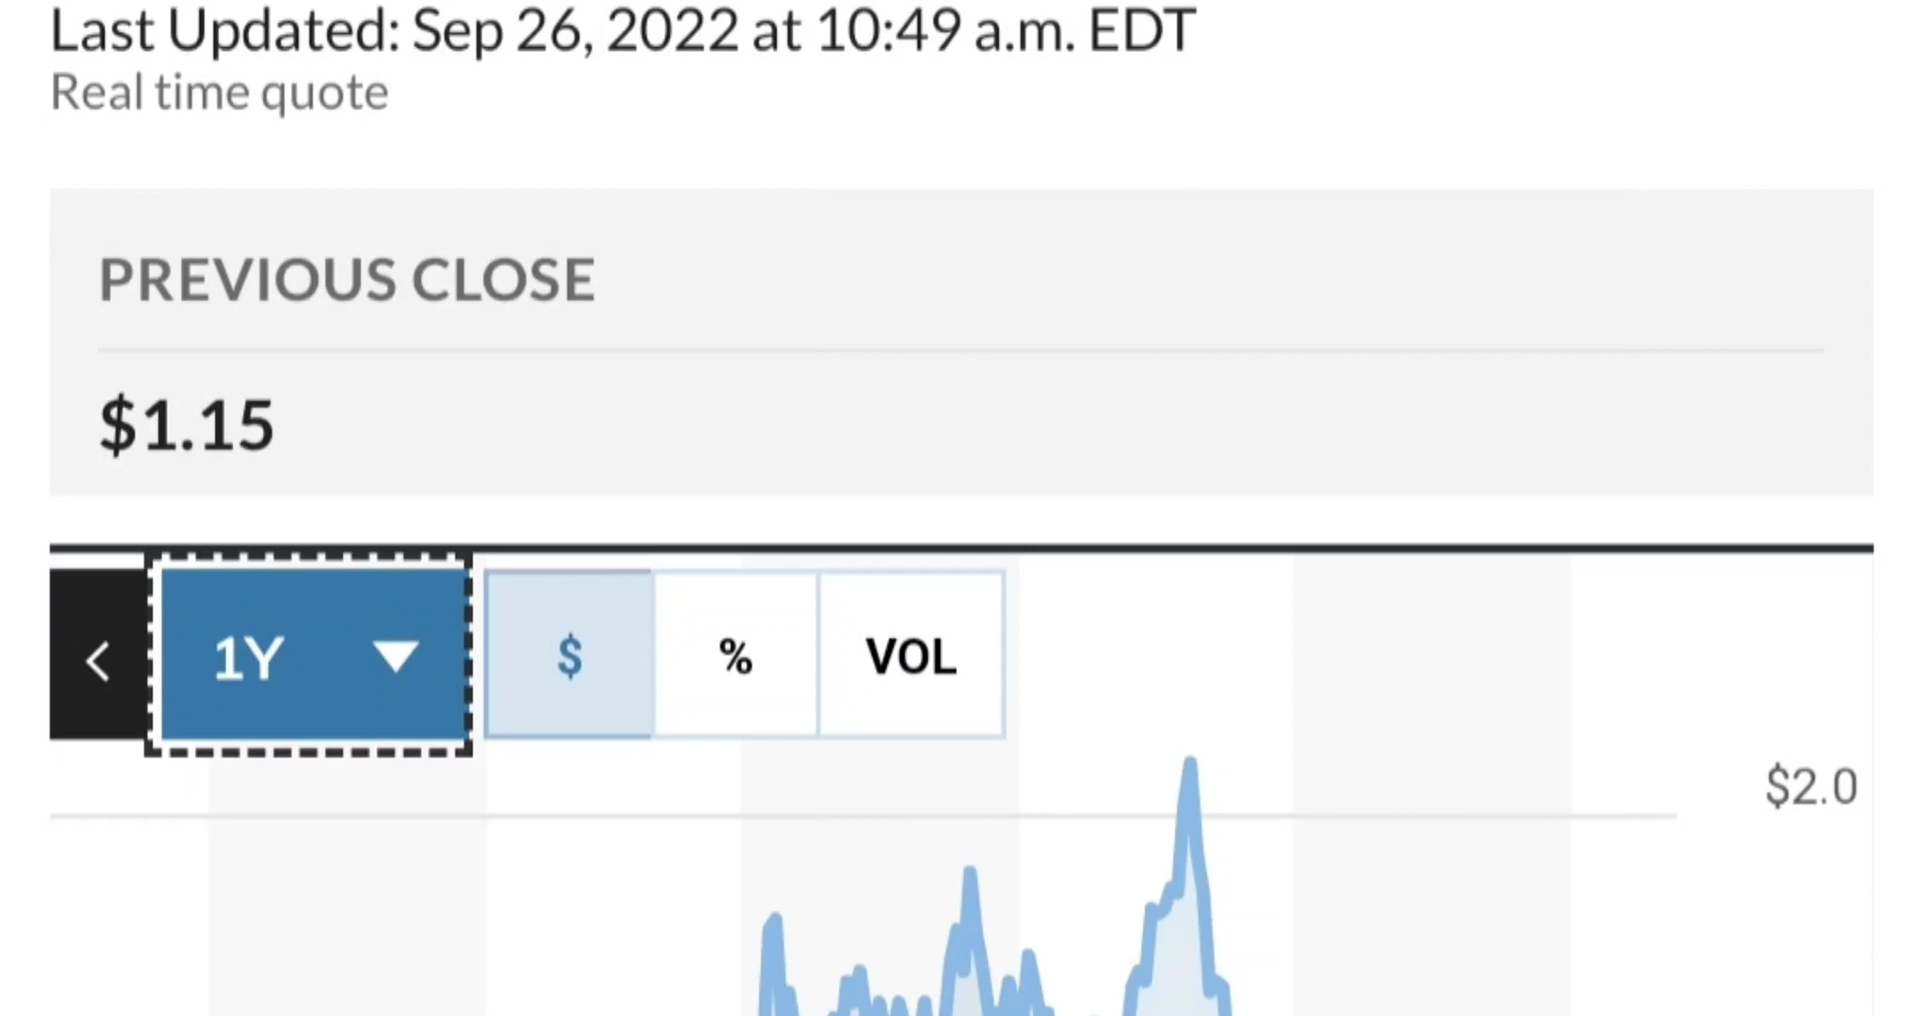 Last Updated: Sep 26, 2022 at 10:49 a.m. EDT
Real time quote
PREVIOUS CLOSE
$1.15
1Y $ % VOL
$2.0